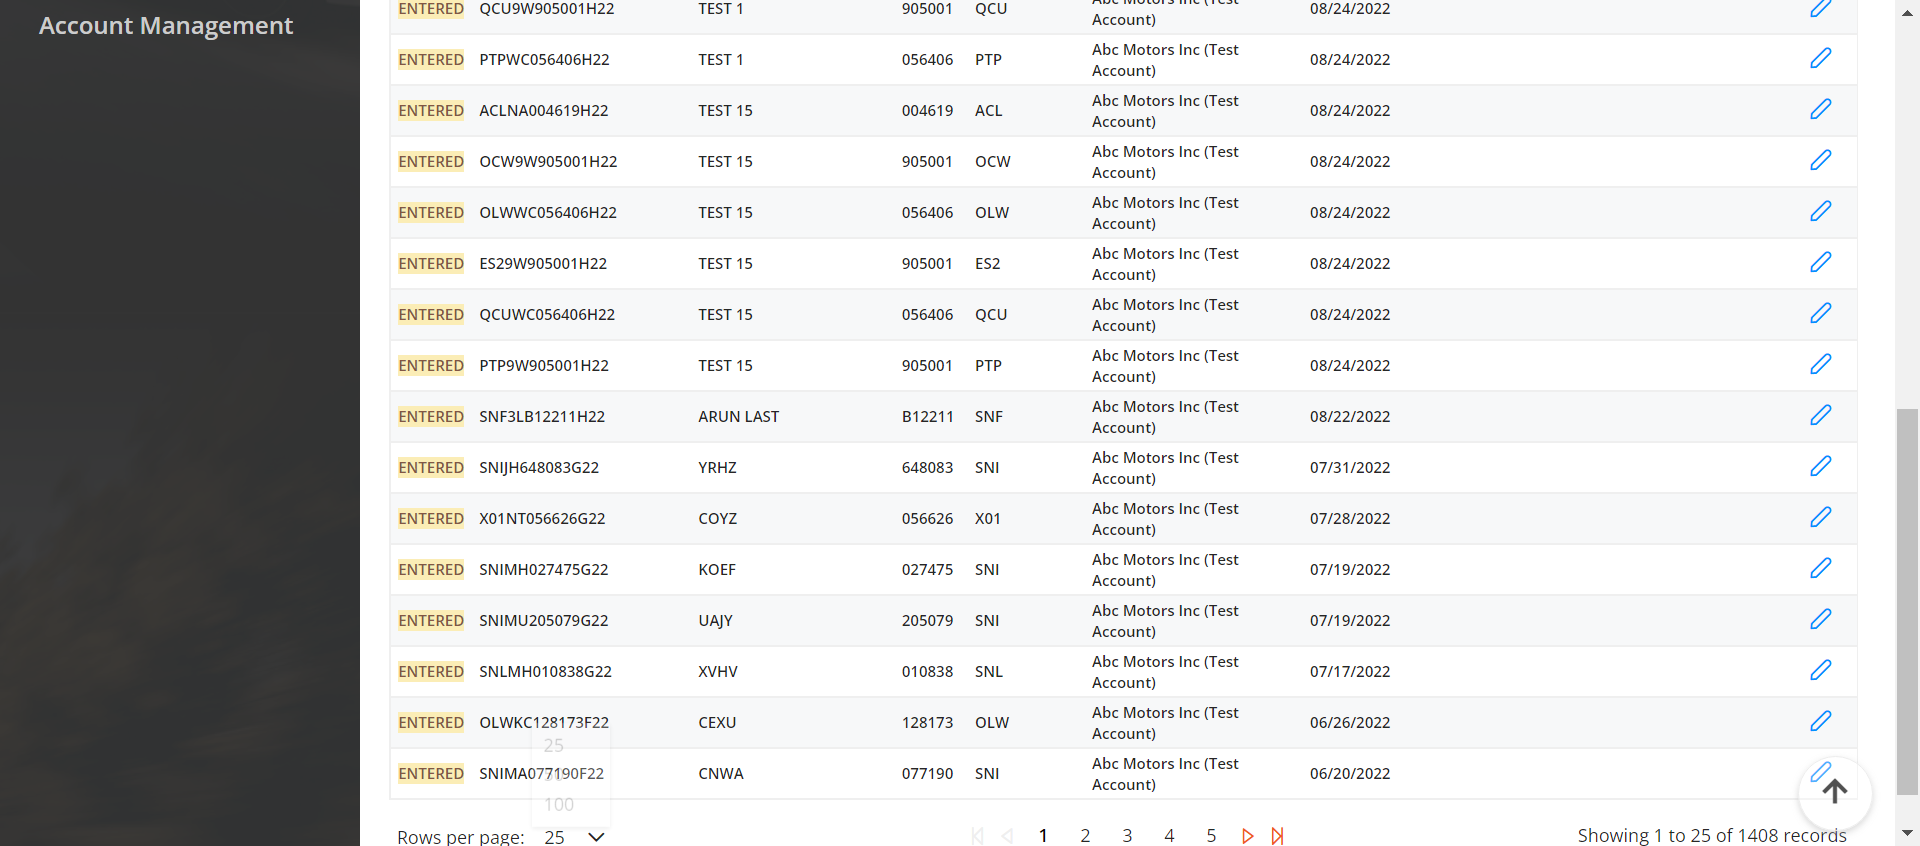 Account Management
ENTERED QCU9W905001H22 TEST 1 905001 QCU Abc Motors Inc (Test Account) 08/24/2022
ENTERED PTPWC056406H22 TEST 1 056406 PTP Abc Motors Inc (Test Account) 08/24/2022
ENTERED ACLNA004619H22 TEST 15 004619 ACL Abc Motors Inc (Test Account) 08/24/2022
ENTERED OCW9W905001H22 TEST 15 905001 OCW Abc Motors Inc (Test Account) 08/24/2022
ENTERED OLWWC056406H22 TEST 15 056406 OLW Abc Motors Inc (Test Account) 08/24/2022
ENTERED ES29W905001H22 TEST 15 905001 ES2 Abc Motors Inc (Test Account) 08/24/2022
ENTERED QCUWC056406H22 TEST 15 056406 QCU Abc Motors Inc (Test Account) 08/24/2022
ENTERED PTP9W905001H22 TEST 15 905001 PTP Abc Motors Inc (Test Account) 08/24/2022
ENTERED SNF3LB12211H22 ARUN LAST B12211 SNF Abc Motors Inc (Test Account) 08/22/2022
ENTERED SNIJH648083G22 YRHZ 648083 SNI Abc Motors Inc (Test Account) 07/31/2022
ENTERED X01NT056626G22 COYZ 056626 X01 Abc Motors Inc (Test Account) 07/28/2022
ENTERED SNIMH027475G22 KOEF 027475 SNI Abc Motors Inc (Test Account) 07/19/2022
ENTERED SNIMU205079G22 UAJY 205079 SNI Abc Motors Inc (Test Account) 07/19/2022
ENTERED SNLMH010838G22 XVHV 010838 SNL Abc Motors Inc (Test Account) 07/17/2022
ENTERED OLWKC128173F22 CEXU 128173 OLW Abc Motors Inc (Test Account) 06/26/2022
25
ENTERED SNIMA077190F22 CNWA 077190 SNI Abc Motors Inc (Test Account) 06/20/2022
100
Rows per page: 25 1 2 3 4 5 Showing 1 to 25 of 1408 records